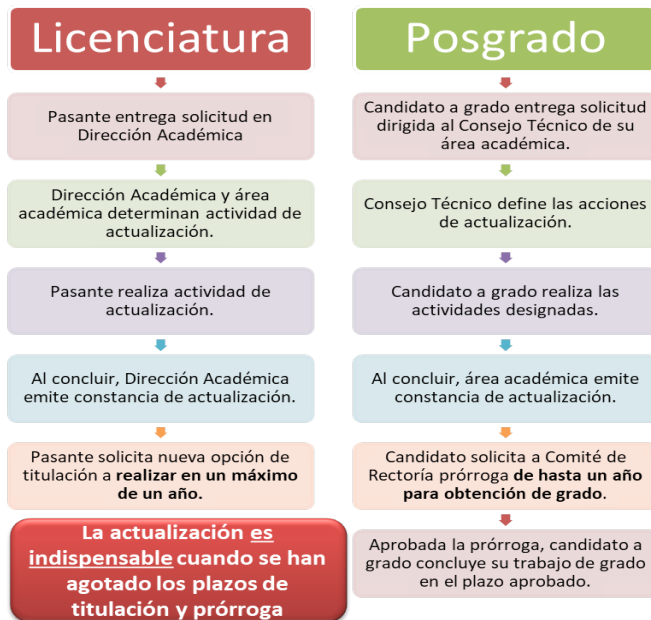 Licenciatura
Pasante entrega solicitud en
Dirección Académica
Dirección Académica y área
académica determinan actividad de
actualización.
Pasante realiza actividad de
actualización.
Al concluir, Dirección Académica
emite constancia de actualización.
Pasante solicita nueva opción de
titulación a realizar en un máximo
de un año.
La actualización es
indispensable cuando se han
agotado los plazos de
titulación y prórroga
Posgrado
Candidato a grado entrega solicitud
dirigida al Consejo Técnico de su
área académica.
Consejo Técnico define las acciones
de actualización.
Candidato a grado realiza las
actividades designadas.
Al concluir, área académica emite
constancia de actualización.
Candidato solicita a Comité de
Rectoría prórroga de hasta un año
para obtención de grado.
Aprobada la prórroga, candidato a
grado concluye su trabajo de grado
en el plazo aprobado.